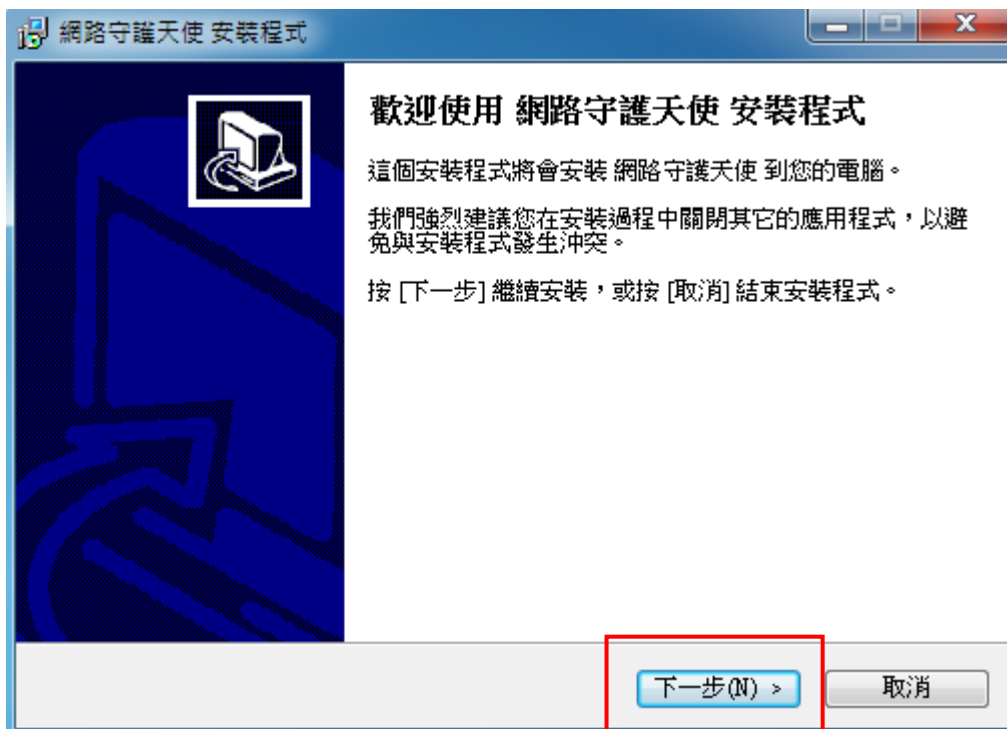 網路守護天使 安裝程式
歡迎使用 網路守護天使 安裝程式
這個安裝程式將會安裝 網路守護天使 到您的電腦。
我們強烈建議您在安裝過程中關閉其它的應用程式，以避
免與安裝程式發生沖突。
按 [下一步] 繼續安裝，或按 [取消] 結束安裝程式。
下一步(N) >
取消